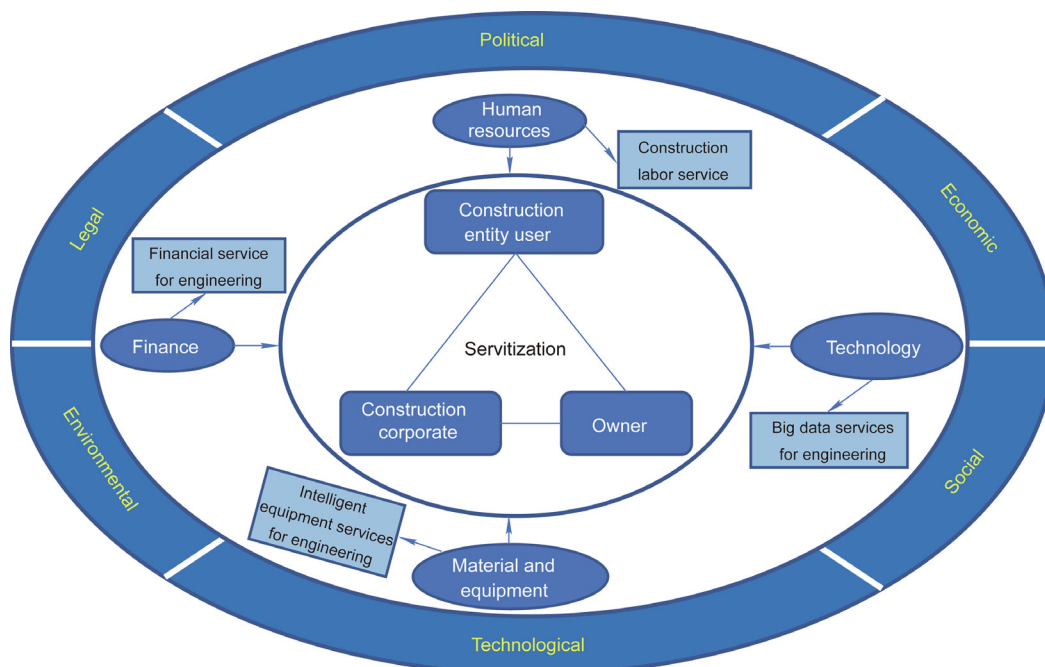 Political
Human
resources
Construction
labor service
Construction
entity user
Legal
Economic
Financial service
for engineering
Finance
Servitization
Technology
Construction
corporate
Owner
Big data services
for engineering
Environmental
Social
Intelligent
equipment services
for engineering
Material and
equipment
Technological